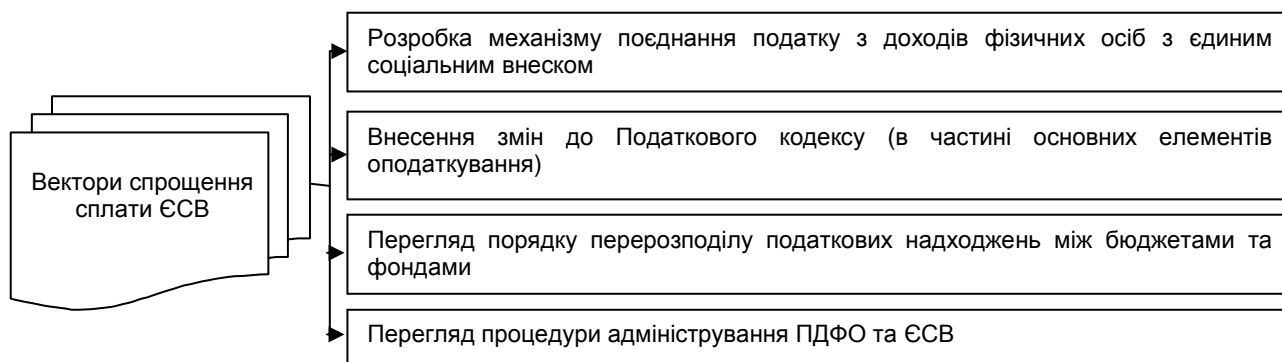 Вектори спрощення
сплати ЄСВ
Розробка механізму поєднання податку з доходів фізичних осіб з єдиним
соціальним внеском
Внесення змін до Податкового кодексу (в частині основних елементів
оподаткування)
Перегляд порядку перерозподілу податкових надходжень між бюджетами та
фондами
Перегляд процедури адміністрування ПДФО та ЄСВ